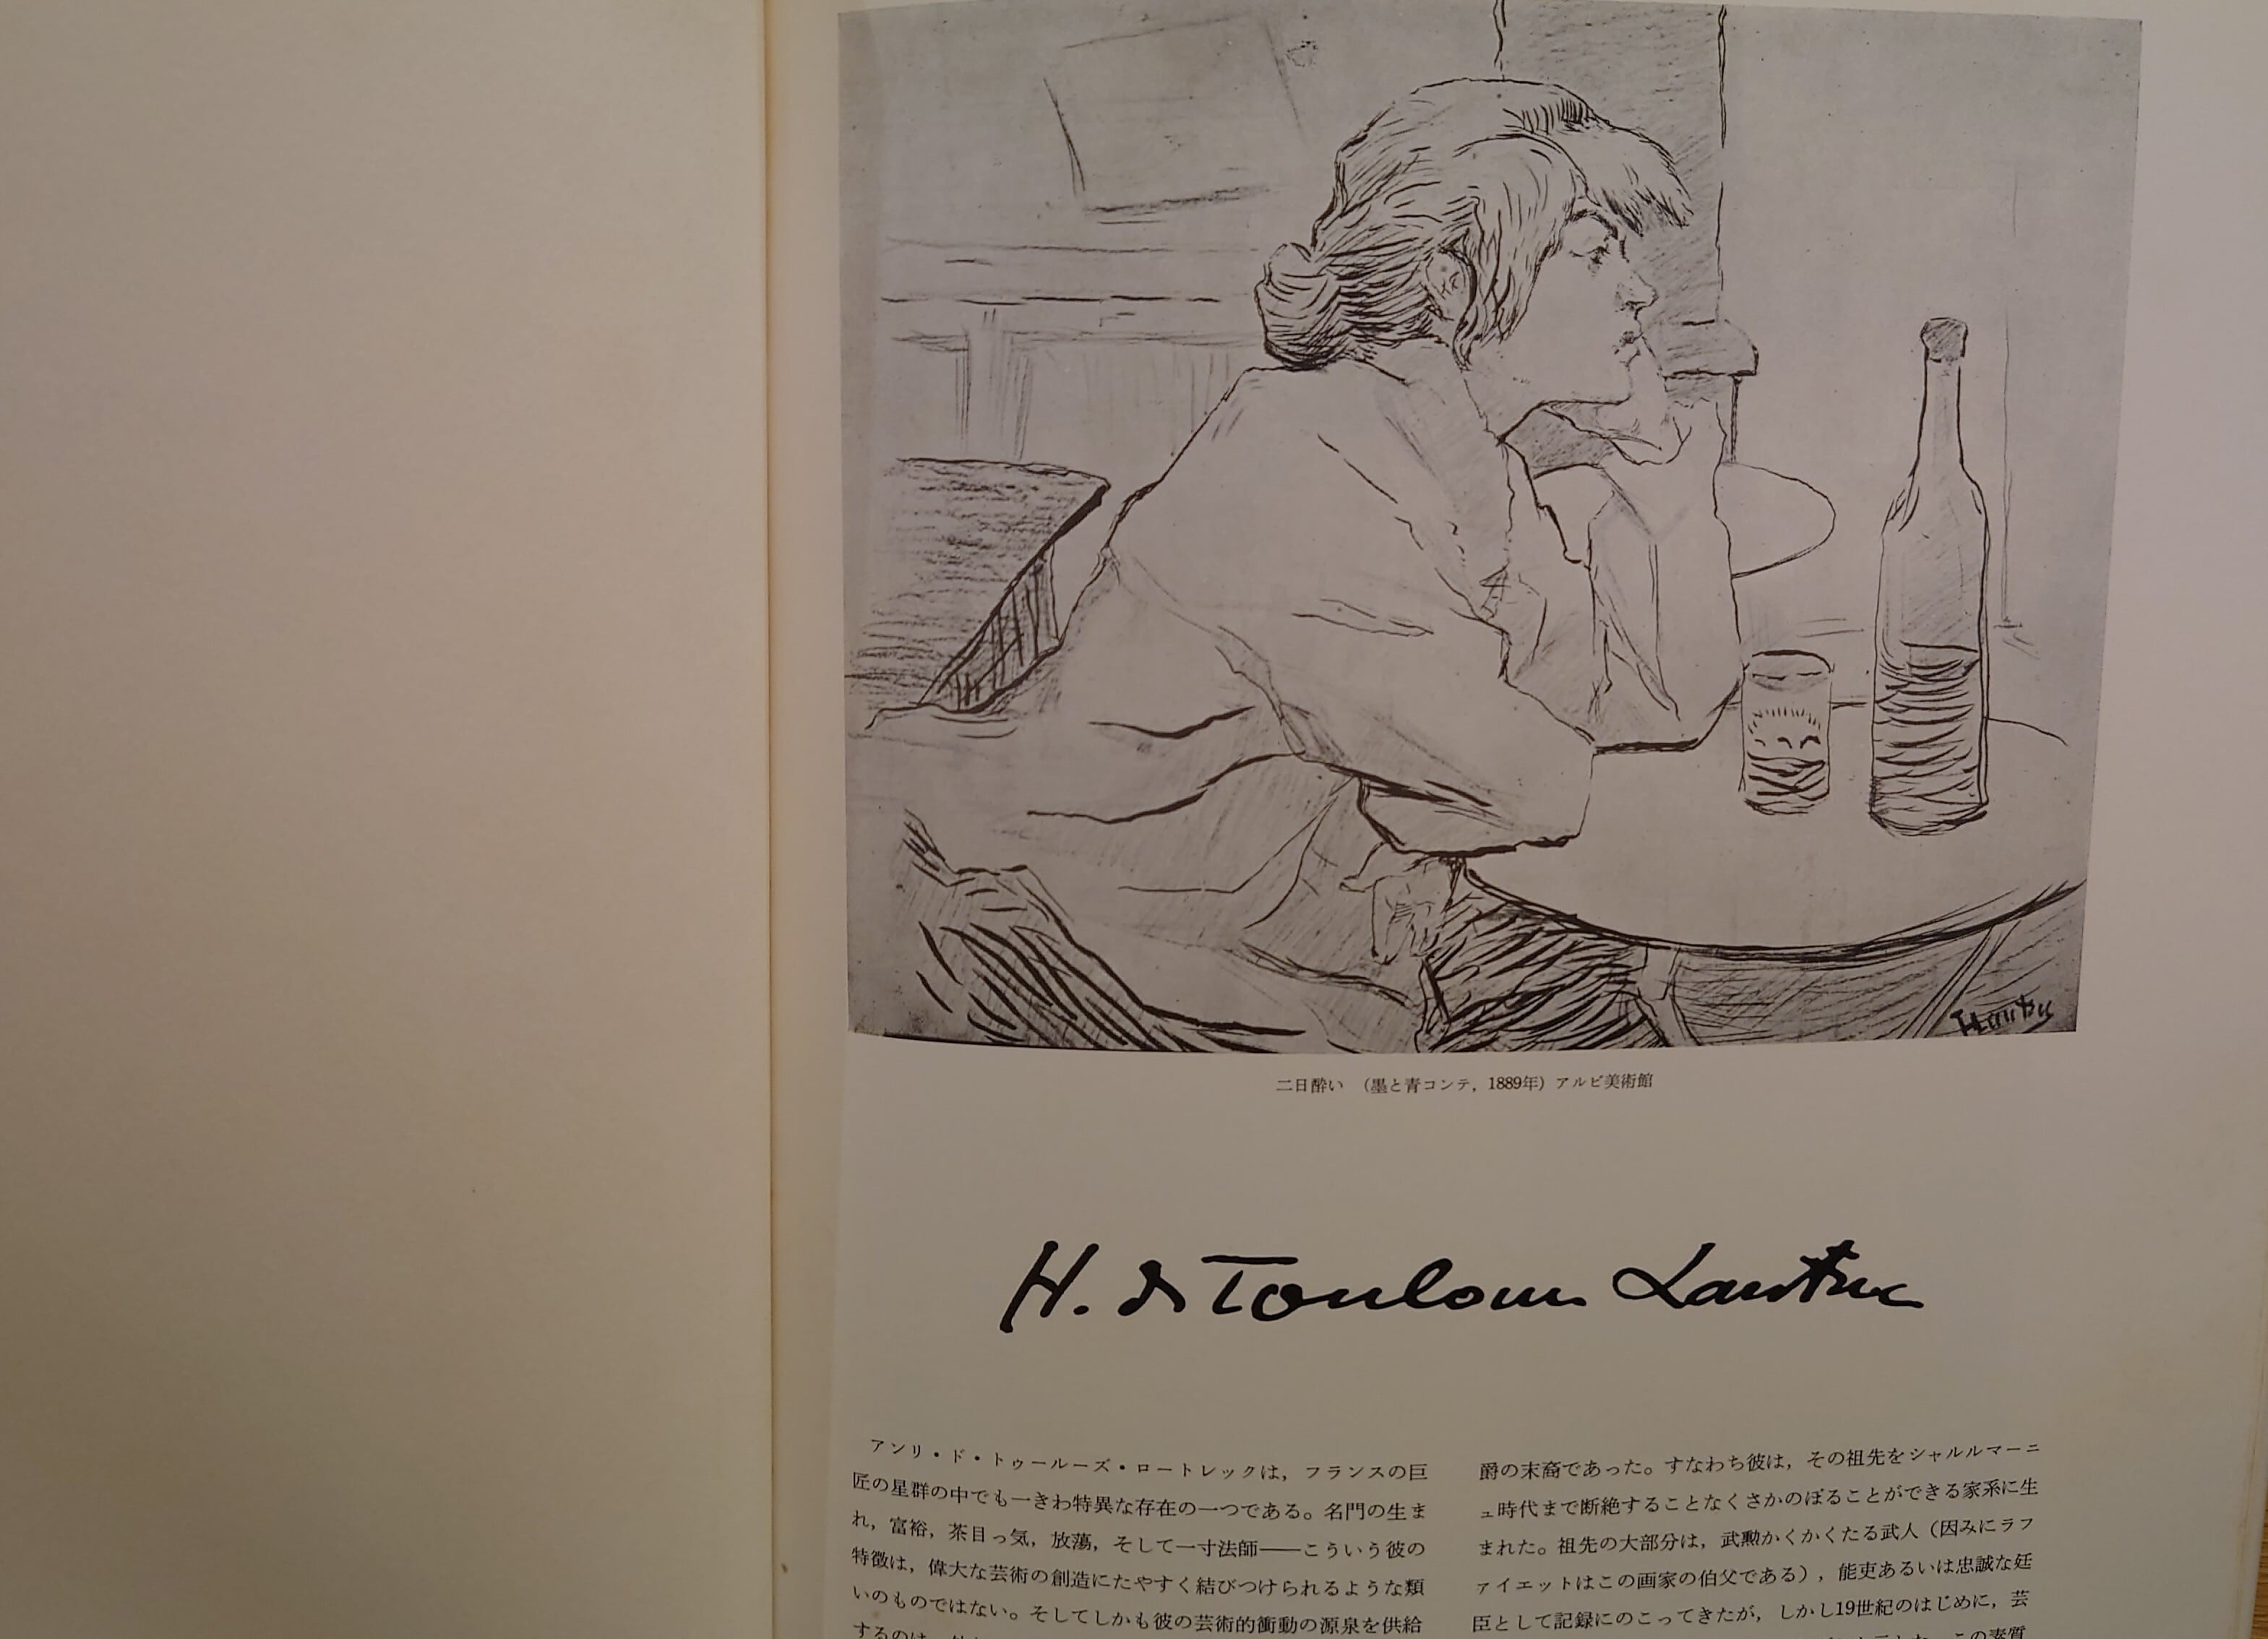 二日酔い （墨と青コンテ，1889年）アルビ美術館
H. de Toulouse Lautrec
アンリ・ド・トゥールーズ・ロートレックは，フランスの巨
匠の星群の中でも一きわ特異な存在の一つである。名門の生ま
れ，富裕，茶目っ気，放蕩，そして一寸法師――こういう彼の
特徴は，偉大な芸術の創造にたやすく結びつけられるような類
いのものではない。そしてしかも彼の芸術的衝動の源泉を供給
するのは，
爵の末裔であった。すなわち彼は，その祖先をシャルルマーニ
ュ時代まで断絶することなくさかのぼることができる家系に生
まれた。祖先の大部分は，武勲かくかくたる武人（因みにラフ
ァイエットはこの画家の伯父である），能吏あるいは忠誠な廷
臣として記録にのこってきたが，しかし19世紀のはじめに，芸
この素質